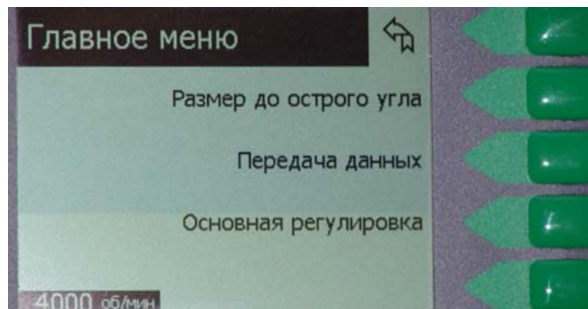 Главное меню
Размер до острого угла
Передача данных
Основная регулировка
4000 об/мин